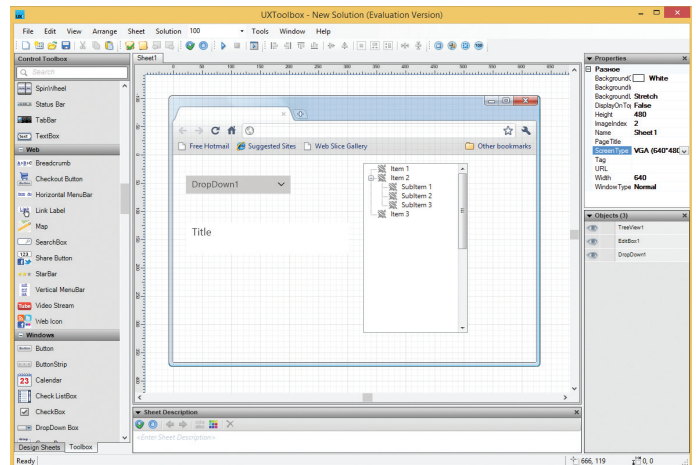 UXToolbox - New Solution (Evaluation Version)
File Edit View Arrange Sheet Solution 100 Tools Window Help
Control Toolbox
Search
SpinWheel
Status Bar
TabBar
TextBox
Web
Breadcrumb
Checkout Button
Horizontal MenuBar
Link Label
Map
SearchBox
Share Button
StarBar
Vertical MenuBar
Video Stream
Web Icon
Windows
Button
ButtonStrip
23 Calendar
Check ListBox
CheckBox
DropDown Box
Design Sheets Toolbox
Sheet1
Free Hotmail Suggested Sites Web Slice Gallery Other bookmarks
DropDown1
Title
Item 1
Item 2
SubItem 1
SubItem 2
SubItem 3
Item 3
Sheet Description
<Enter Sheet Description>
Properties
Разное
BackgroundC White
BackgroundI
BackgroundL Stretch
DisplayOnTo False
Height 480
ImageIndex 2
Name Sheet1
PageTitle
ScreenType VGA (640*480
Tag
URL
Width 640
WindowType Normal
Objects (3)
TreeView1
EditBox1
DropDown1
Ready
666, 119 0, 0